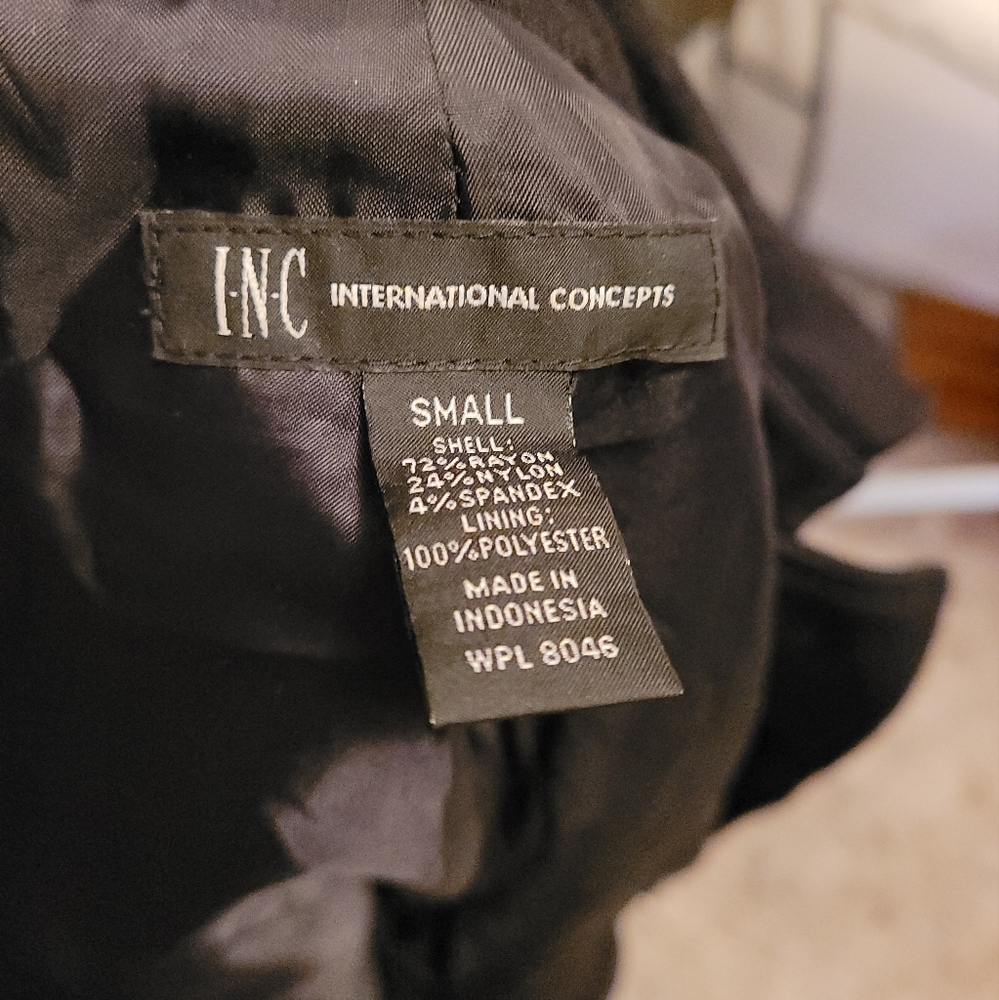 I·N·C INTERNATIONAL CONCEPTS
SMALL
SHELL:
72%RAYON
24%NYLON
4%SPANDEX
LINING:
100%POLYESTER
MADE IN
INDONESIA
WPL 8046